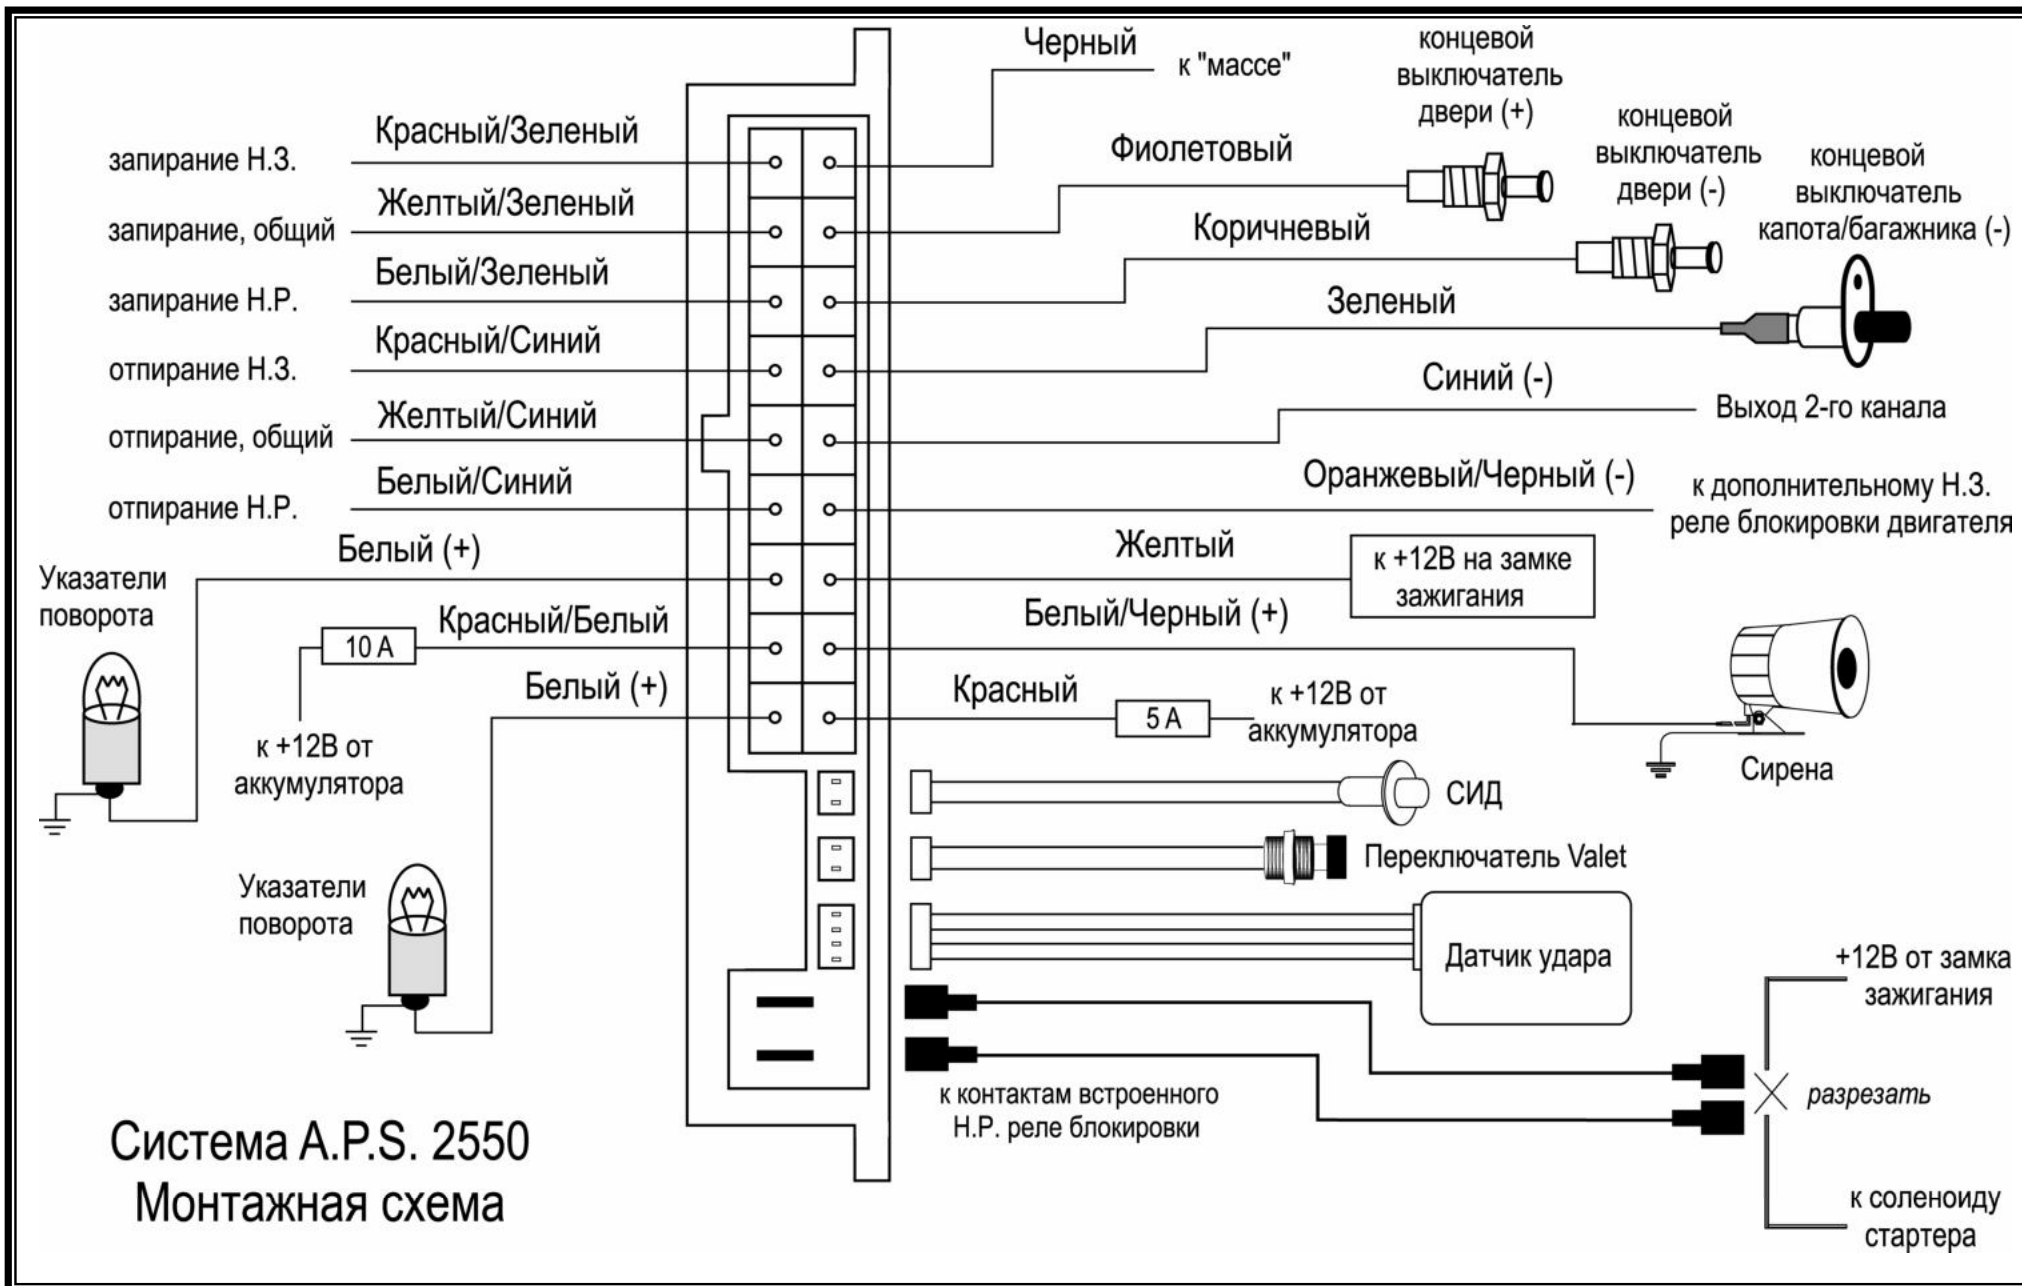 Черный
к "массе"
концевой
выключатель
двери (+)
Красный/Зеленый
запирание Н.З.
Фиолетовый
концевой
выключатель
двери (-)
концевой
выключатель
капота/багажника (-)
Желтый/Зеленый
запирание, общий
Коричневый
Белый/Зеленый
запирание Н.Р.
Зеленый
Красный/Синий
отпирание Н.З.
Синий (-)
Выход 2-го канала
Желтый/Синий
отпирание, общий
Оранжевый/Черный (-)
к дополнительному Н.З.
реле блокировки двигателя
Белый/Синий
отпирание Н.Р.
Белый (+)
Указатели
поворота
Желтый
к +12В на замке
зажигания
Красный/Белый
10 А
к +12В от
аккумулятора
Белый/Черный (+)
Сирена
Белый (+)
Красный
5 А
к +12В от
аккумулятора
СИД
Переключатель Valet
Указатели
поворота
Датчик удара
+12В от замка
зажигания
к контактам встроенного
Н.Р. реле блокировки
разрезать
к соленоиду
стартера
Система A.P.S. 2550
Монтажная схема